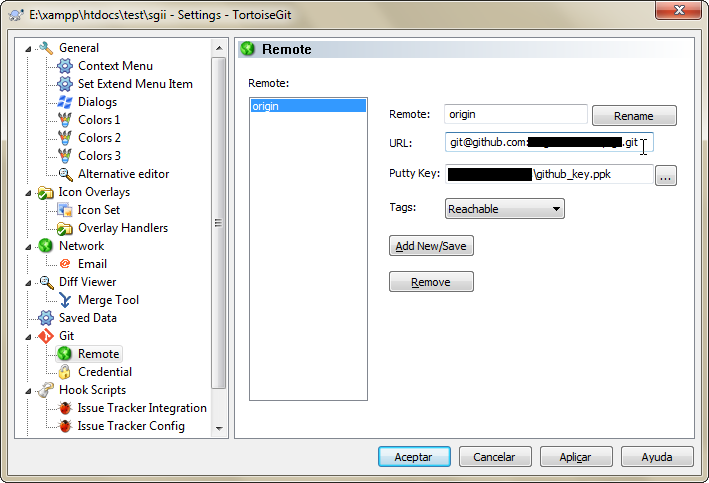 E:\xampp\htdocs\test\sgii - Settings - TortoiseGit
General
Context Menu
Set Extend Menu Item
Dialogs
Colors 1
Colors 2
Colors 3
Alternative editor
Icon Overlays
Icon Set
Overlay Handlers
Network
Email
Diff Viewer
Merge Tool
Saved Data
Git
Remote
Credential
Hook Scripts
Issue Tracker Integration
Issue Tracker Config
Remote
Remote:
origin
Remote: origin Rename
URL: git@github.com: .git
Putty Key: \github_key.ppk ...
Tags: Reachable
Add New/Save
Remove
Aceptar Cancelar Aplicar Ayuda